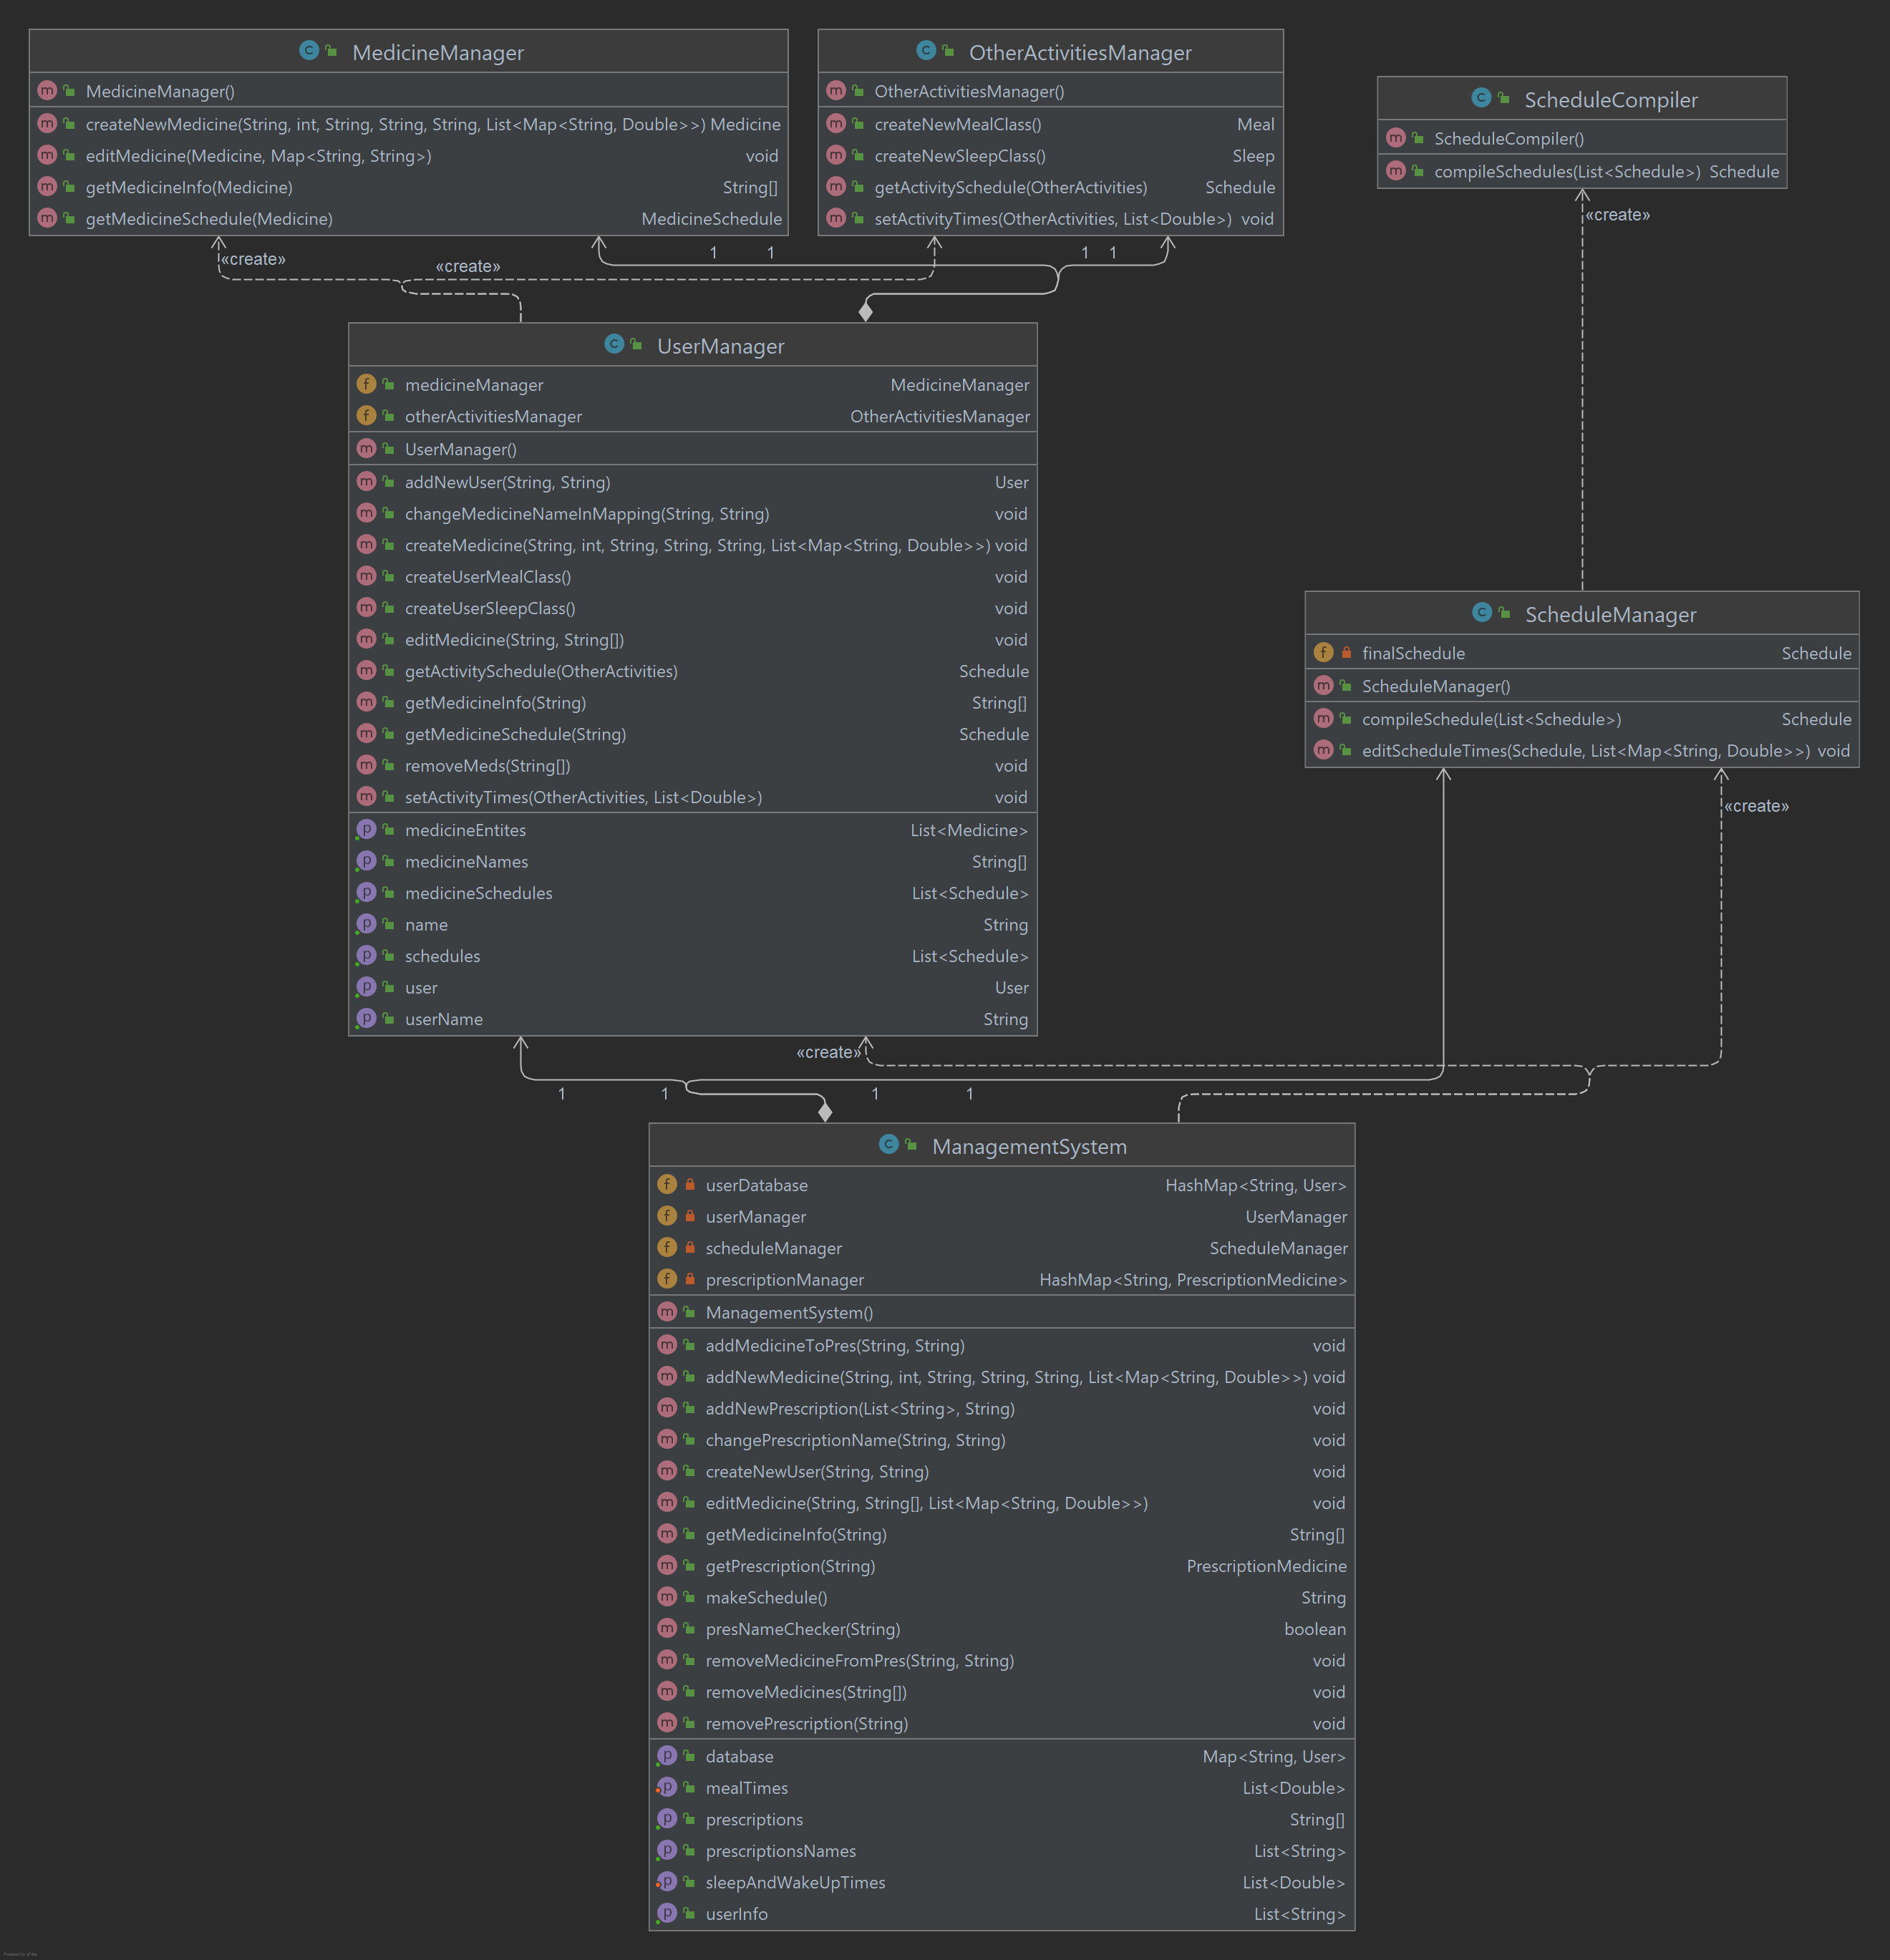 MedicineManager
MedicineManager()
createNewMedicine(String, int, String, String, String, List<Map<String, Double>>) Medicine
editMedicine(Medicine, Map<String, String>) void
getMedicineInfo(Medicine) String[]
getMedicineSchedule(Medicine) MedicineSchedule
OtherActivitiesManager
OtherActivitiesManager()
createNewMealClass() Meal
createNewSleepClass() Sleep
getActivitySchedule(OtherActivities) Schedule
setActivityTimes(OtherActivities, List<Double>) void
ScheduleCompiler
ScheduleCompiler()
compileSchedules(List<Schedule>) Schedule
«create»
1 1 1 1
«create» «create»
UserManager
medicineManager MedicineManager
otherActivitiesManager OtherActivitiesManager
UserManager()
addNewUser(String, String) User
changeMedicineNameInMapping(String, String) void
createMedicine(String, int, String, String, String, List<Map<String, Double>>) void
createUserMealClass() void
createUserSleepClass() void
editMedicine(String, String[]) void
getActivitySchedule(OtherActivities) Schedule
getMedicineInfo(String) String[]
getMedicineSchedule(String) Schedule
removeMeds(String[]) void
setActivityTimes(OtherActivities, List<Double>) void
medicineEntites List<Medicine>
medicineNames String[]
medicineSchedules List<Schedule>
name String
schedules List<Schedule>
user User
userName String
ScheduleManager
finalSchedule Schedule
ScheduleManager()
compileSchedule(List<Schedule>) Schedule
editScheduleTimes(Schedule, List<Map<String, Double>>) void
«create»
«create»
1 1 1 1
ManagementSystem
userDatabase HashMap<String, User>
userManager UserManager
scheduleManager ScheduleManager
prescriptionManager HashMap<String, PrescriptionMedicine>
ManagementSystem()
addMedicineToPres(String, String) void
addNewMedicine(String, int, String, String, String, List<Map<String, Double>>) void
addNewPrescription(List<String>, String) void
changePrescriptionName(String, String) void
createNewUser(String, String) void
editMedicine(String, String[], List<Map<String, Double>>) void
getMedicineInfo(String) String[]
getPrescription(String) PrescriptionMedicine
makeSchedule() String
presNameChecker(String) boolean
removeMedicineFromPres(String, String) void
removeMedicines(String[]) void
removePrescription(String) void
database Map<String, User>
mealTimes List<Double>
prescriptions String[]
prescriptionsNames List<String>
sleepAndWakeUpTimes List<Double>
userInfo List<String>
Powered by yFiles